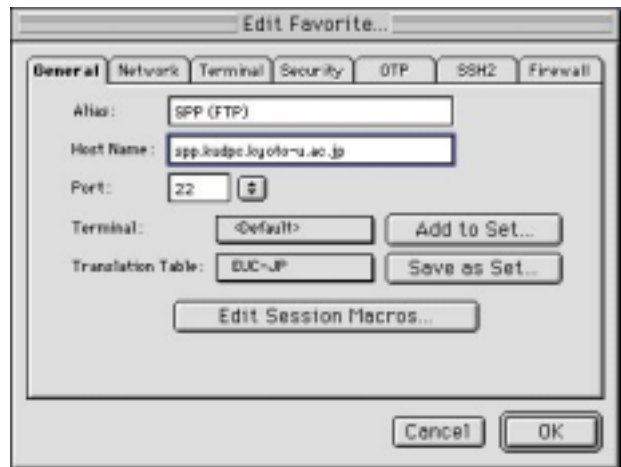 Edit Favorite...
General Network Terminal Security OTP SSH2 Firewall
Alias: SPP (FTP)
Host Name: spp.kudpc.kyoto-u.ac.jp
Port: 22
Terminal: <Default> Add to Set...
Translation Table: EUC-JP Save as Set...
Edit Session Macros...
Cancel OK